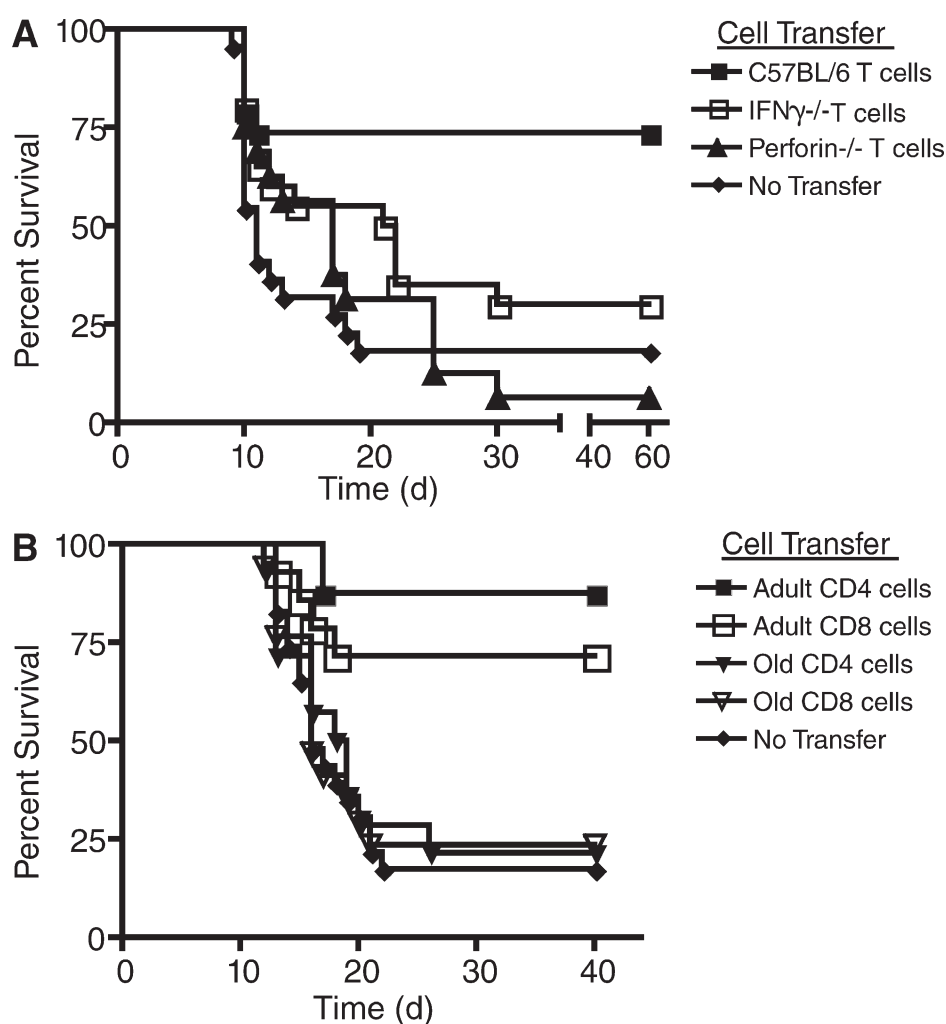 A
Percent Survival
100
75
50
25
0
0 10 20 30 40 60
Time (d)
Cell Transfer
C57BL/6 T cells
IFNγ-/-T cells
Perforin-/- T cells
No Transfer
B
Percent Survival
100
75
50
25
0
0 10 20 30 40
Time (d)
Cell Transfer
Adult CD4 cells
Adult CD8 cells
Old CD4 cells
Old CD8 cells
No Transfer